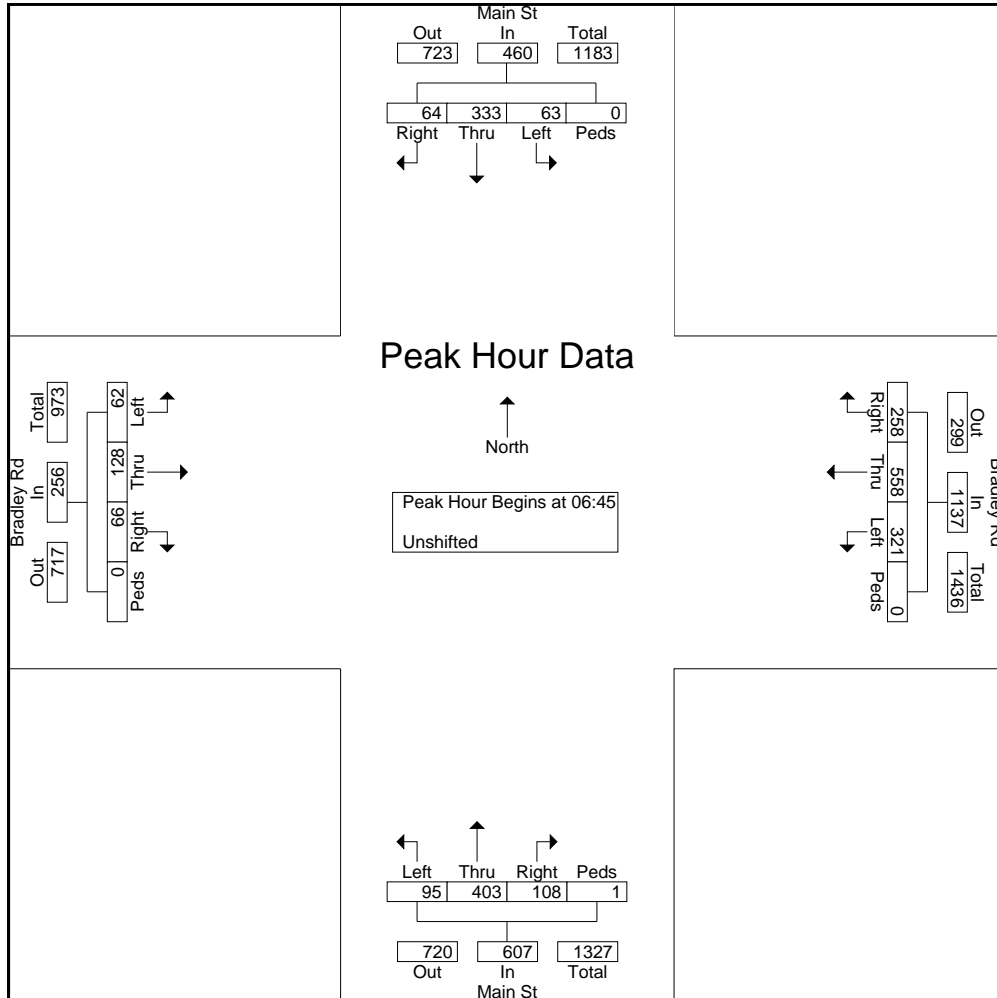 Main St
Out In Total
723 460 1183
64 333 63 0
Right Thru Left Peds
Peak Hour Data
North
Peak Hour Begins at 06:45
Unshifted
Bradley Rd
Total In Out
973 256 717
62 128 66 0
Left Thru Right Peds
Right Thru Left Peds
258 558 321 0
Out In Total
299 1137 1436
Bradley Rd
Left Thru Right Peds
95 403 108 1
720 607 1327
Out In Total
Main St